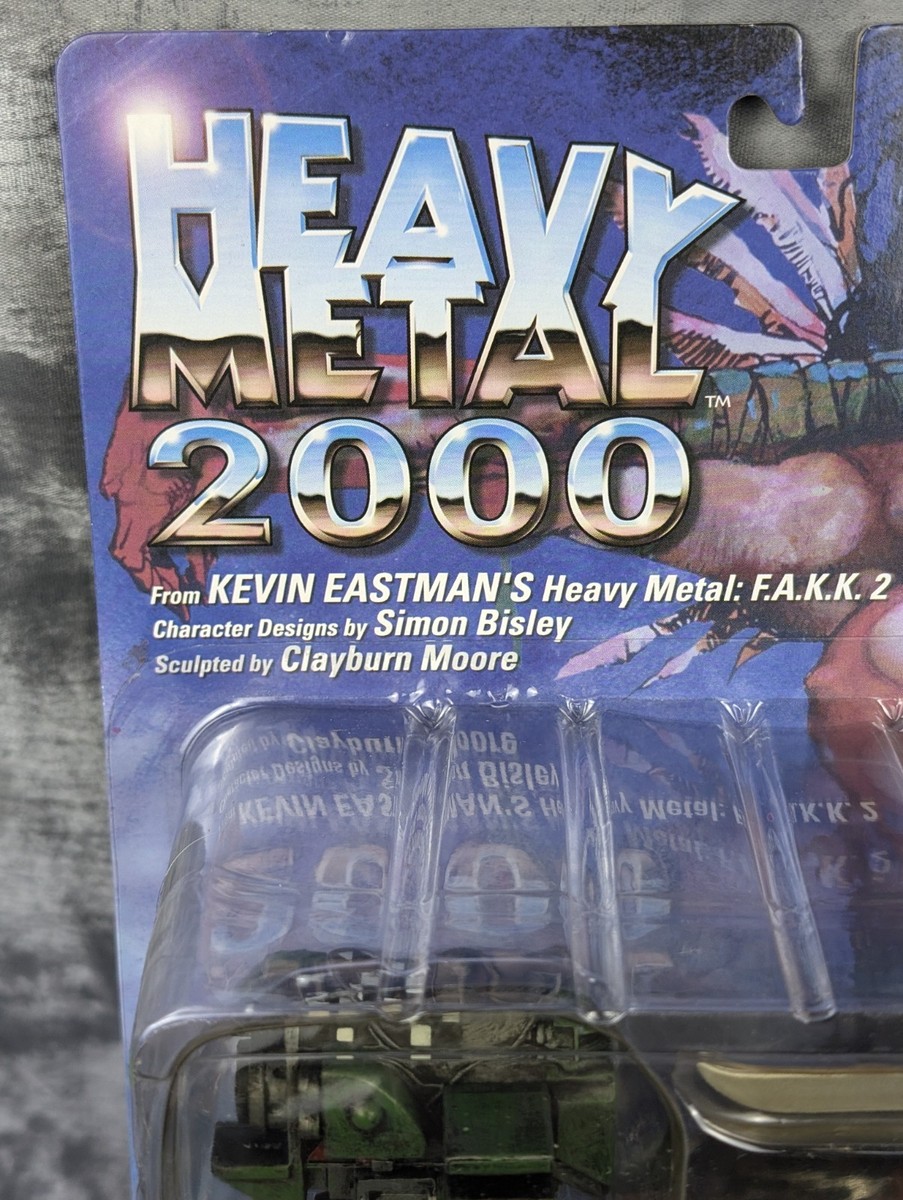 HEAVY
METAL™
2000
From KEVIN EASTMAN'S Heavy Metal: F.A.K.K. 2
Character Designs by Simon Bisley
Sculpted by Clayburn Moore